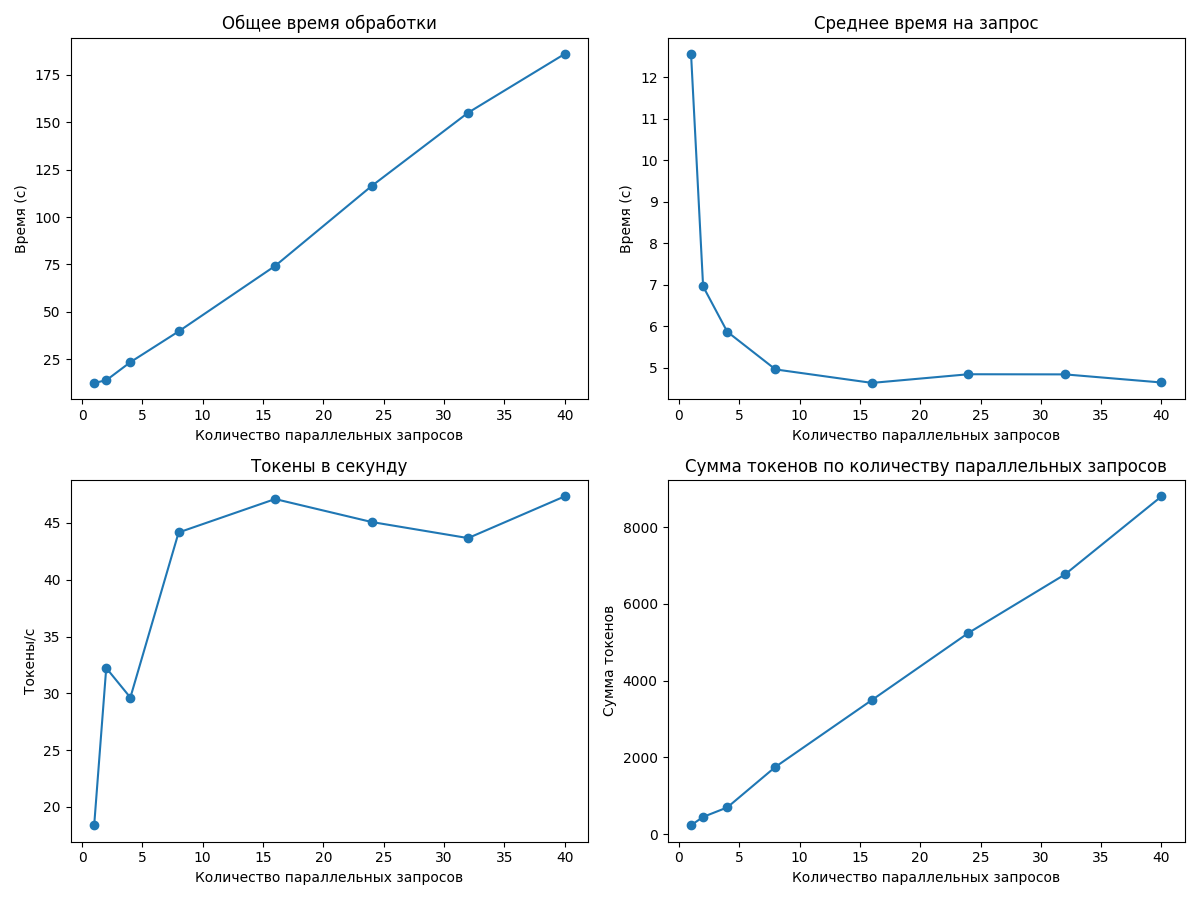 Общее время обработки
Время (с)
175
150
125
100
75
50
25
0 5 10 15 20 25 30 35 40
Количество параллельных запросов
Среднее время на запрос
Время (с)
12
11
10
9
8
7
6
5
0 5 10 15 20 25 30 35 40
Количество параллельных запросов
Токены в секунду
Токены/с
45
40
35
30
25
20
0 5 10 15 20 25 30 35 40
Количество параллельных запросов
Сумма токенов по количеству параллельных запросов
Сумма токенов
8000
6000
4000
2000
0
0 5 10 15 20 25 30 35 40
Количество параллельных запросов